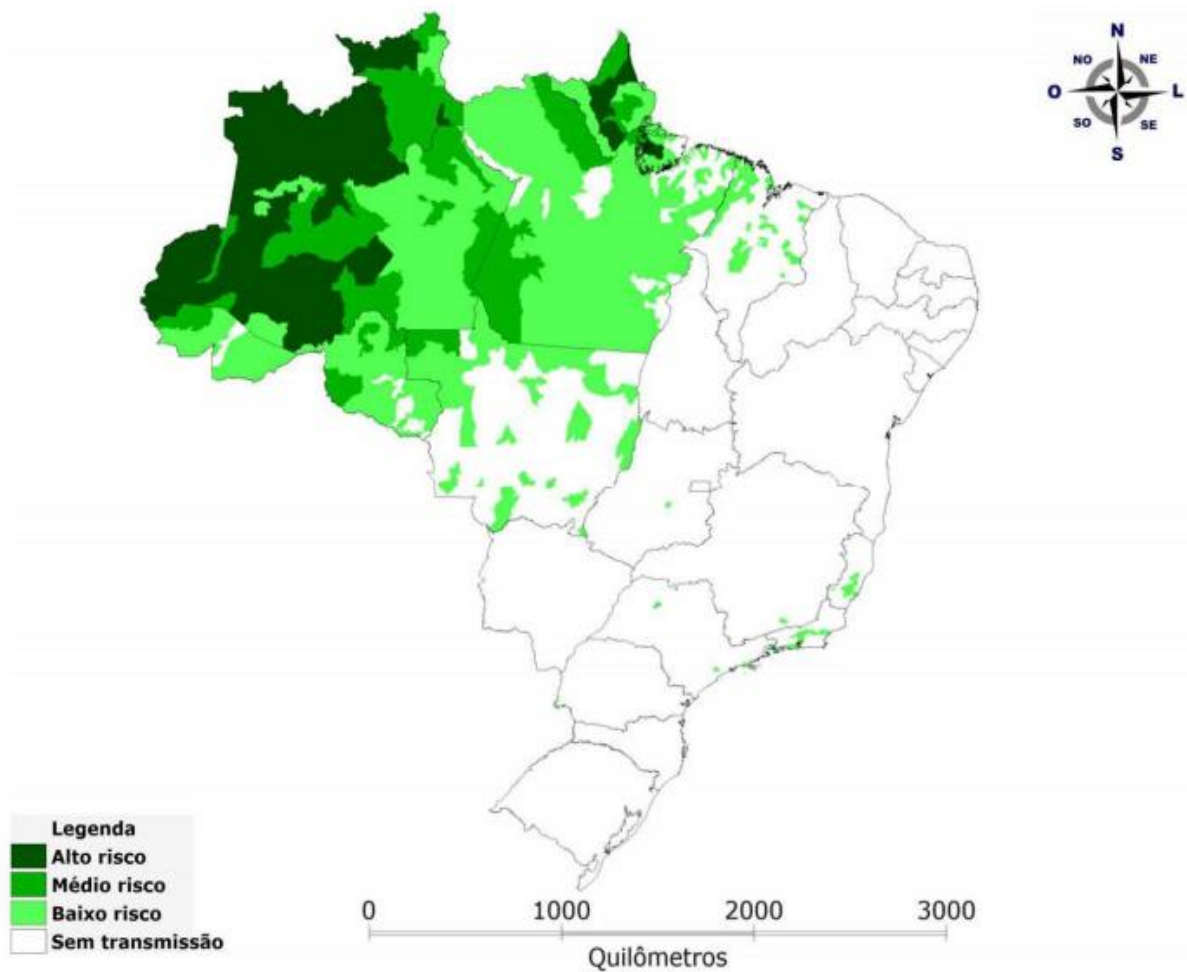 N
NO NE
O L
SO SE
S
Legenda
Alto risco
Médio risco
Baixo risco
Sem transmissão
0 1000 2000 3000
Quilômetros